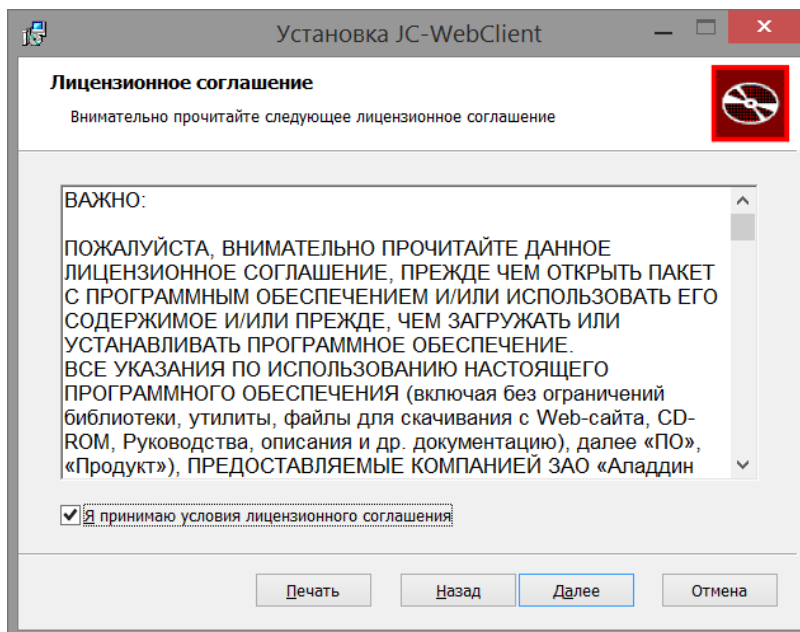 Установка JC-WebClient
Лицензионное соглашение
Внимательно прочитайте следующее лицензионное соглашение
ВАЖНО:
ПОЖАЛУЙСТА, ВНИМАТЕЛЬНО ПРОЧИТАЙТЕ ДАННОЕ
ЛИЦЕНЗИОННОЕ СОГЛАШЕНИЕ, ПРЕЖДЕ ЧЕМ ОТКРЫТЬ ПАКЕТ
С ПРОГРАММНЫМ ОБЕСПЕЧЕНИЕМ И/ИЛИ ИСПОЛЬЗОВАТЬ ЕГО
СОДЕРЖИМОЕ И/ИЛИ ПРЕЖДЕ, ЧЕМ ЗАГРУЖАТЬ ИЛИ
УСТАНАВЛИВАТЬ ПРОГРАММНОЕ ОБЕСПЕЧЕНИЕ.
ВСЕ УКАЗАНИЯ ПО ИСПОЛЬЗОВАНИЮ НАСТОЯЩЕГО
ПРОГРАММНОГО ОБЕСПЕЧЕНИЯ (включая без ограничений
библиотеки, утилиты, файлы для скачивания с Web-сайта, CD-
ROM, Руководства, описания и др. документацию), далее «ПО»,
«Продукт»), ПРЕДОСТАВЛЯЕМЫЕ КОМПАНИЕЙ ЗАО «Аладдин
Я принимаю условия лицензионного соглашения
Печать Назад Далее Отмена